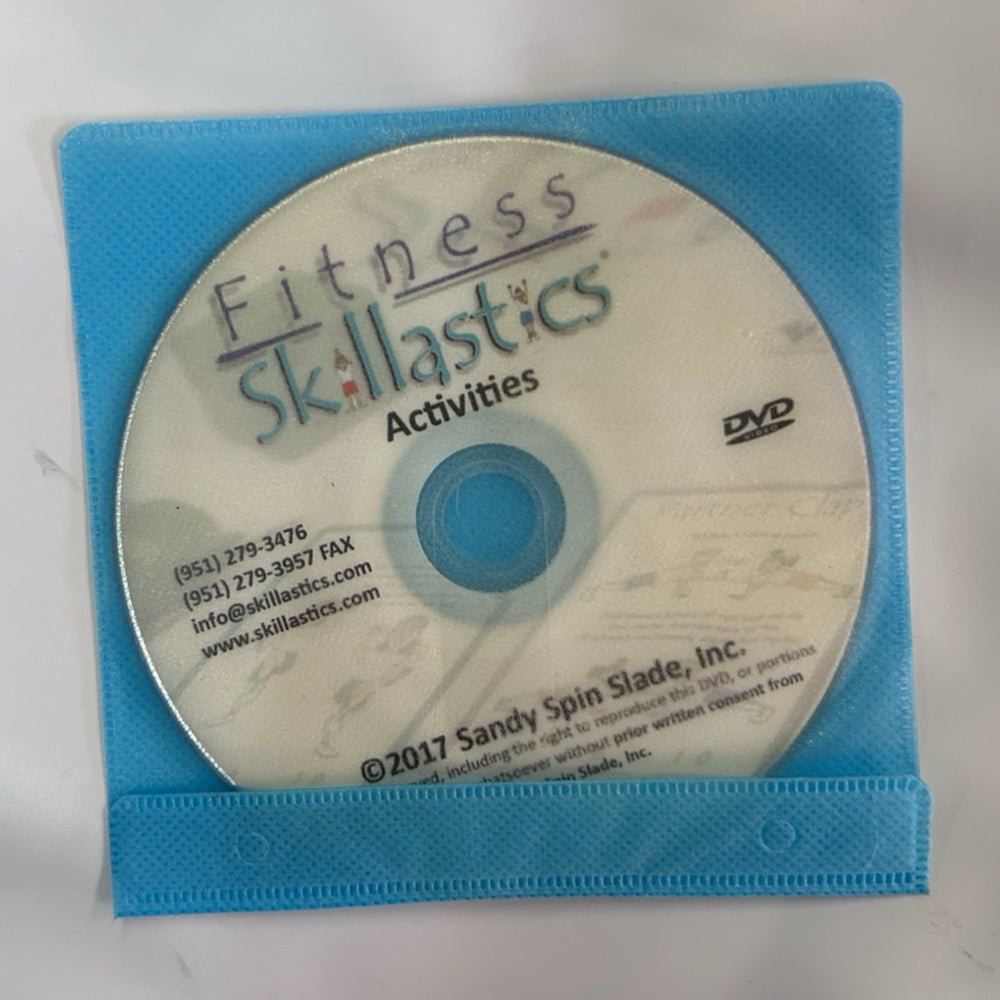 Fitness
Skillastics®
Activities
DVD
VIDEO
(951) 279-3476
(951) 279-3957 FAX
info@skillastics.com
www.skillastics.com
©2017 Sandy Spin Slade, Inc.
including the right to reproduce this DVD, or portions
whatsoever without prior written consent from
Spin Slade, Inc.